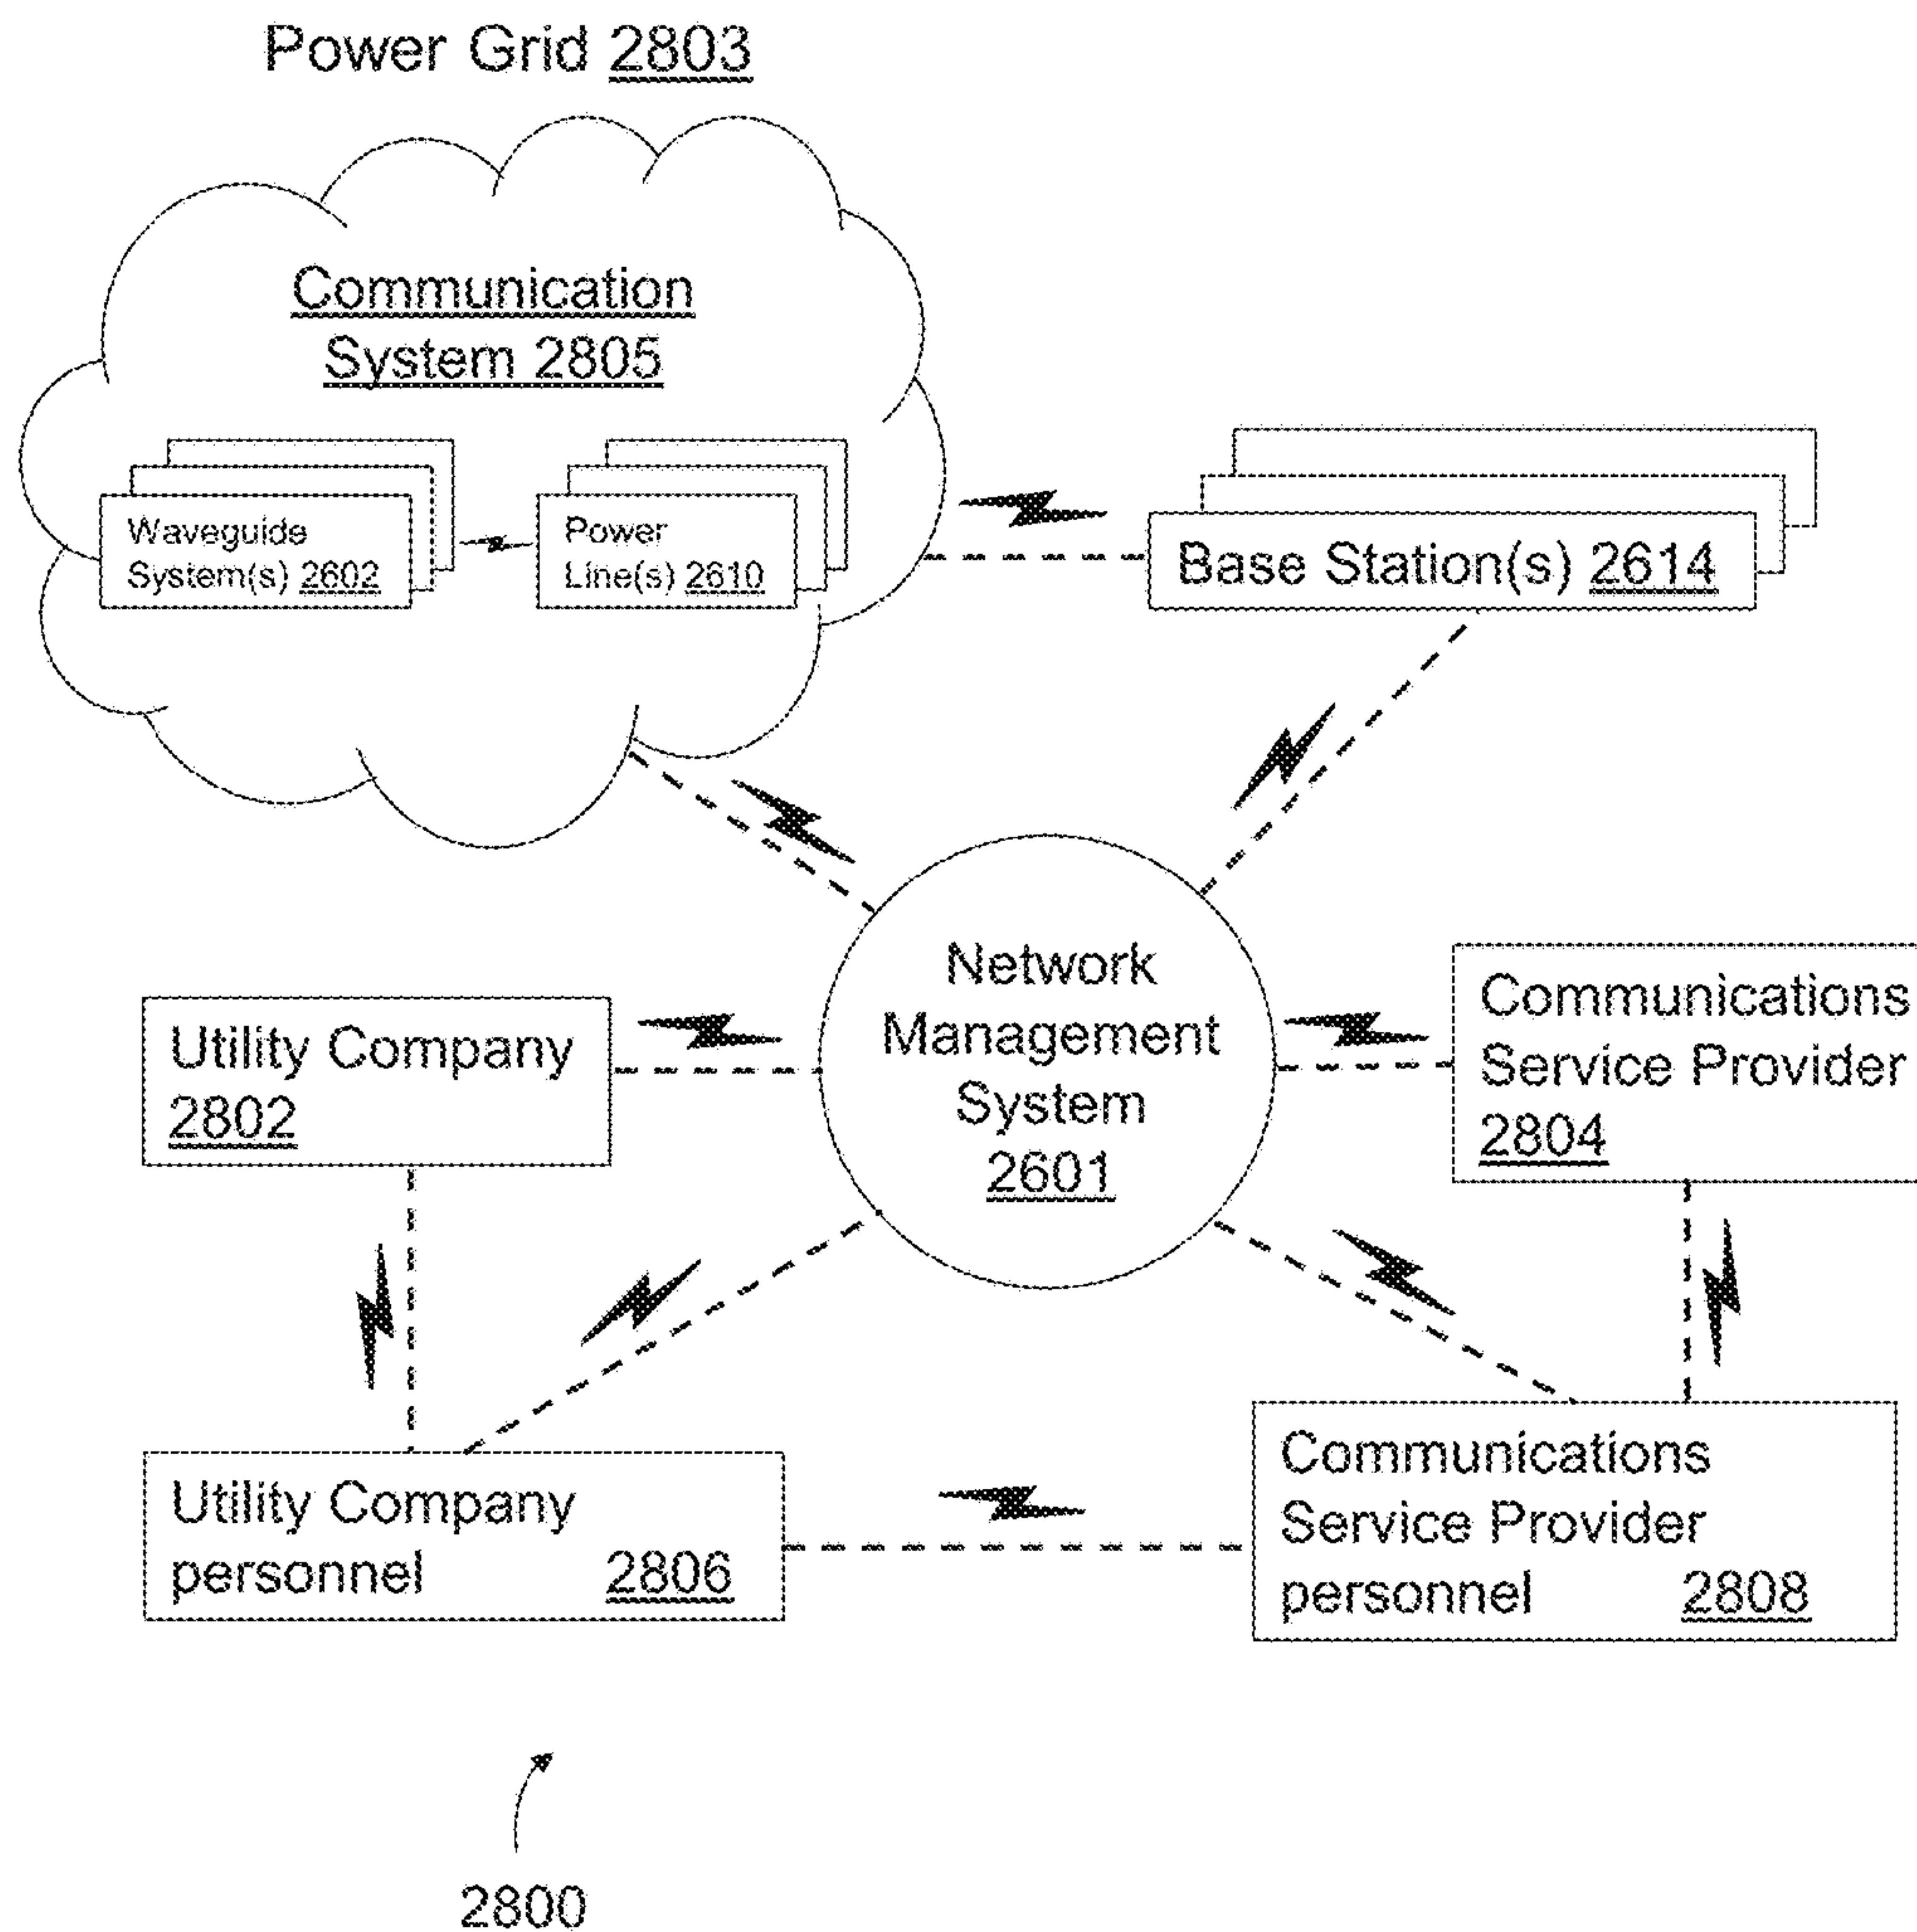 Power Grid 2803
Communication
System 2805
Waveguide
System(s) 2602
Power
Line(s) 2610
Base Station(s) 2614
Network
Management
System
2601
Utility Company
2802
Communications
Service Provider
2804
Utility Company
personnel 2806
Communications
Service Provider
personnel 2808
2800